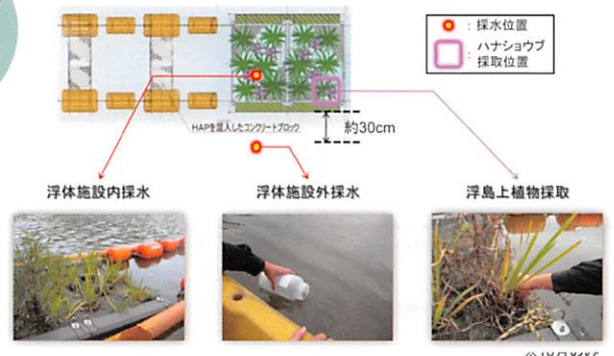 ：採水位置
：ハナショウブ
採取位置
HAPを混入したコンクリートブロック
約30cm
浮体施設内採水
浮体施設外採水
浮島上植物採取